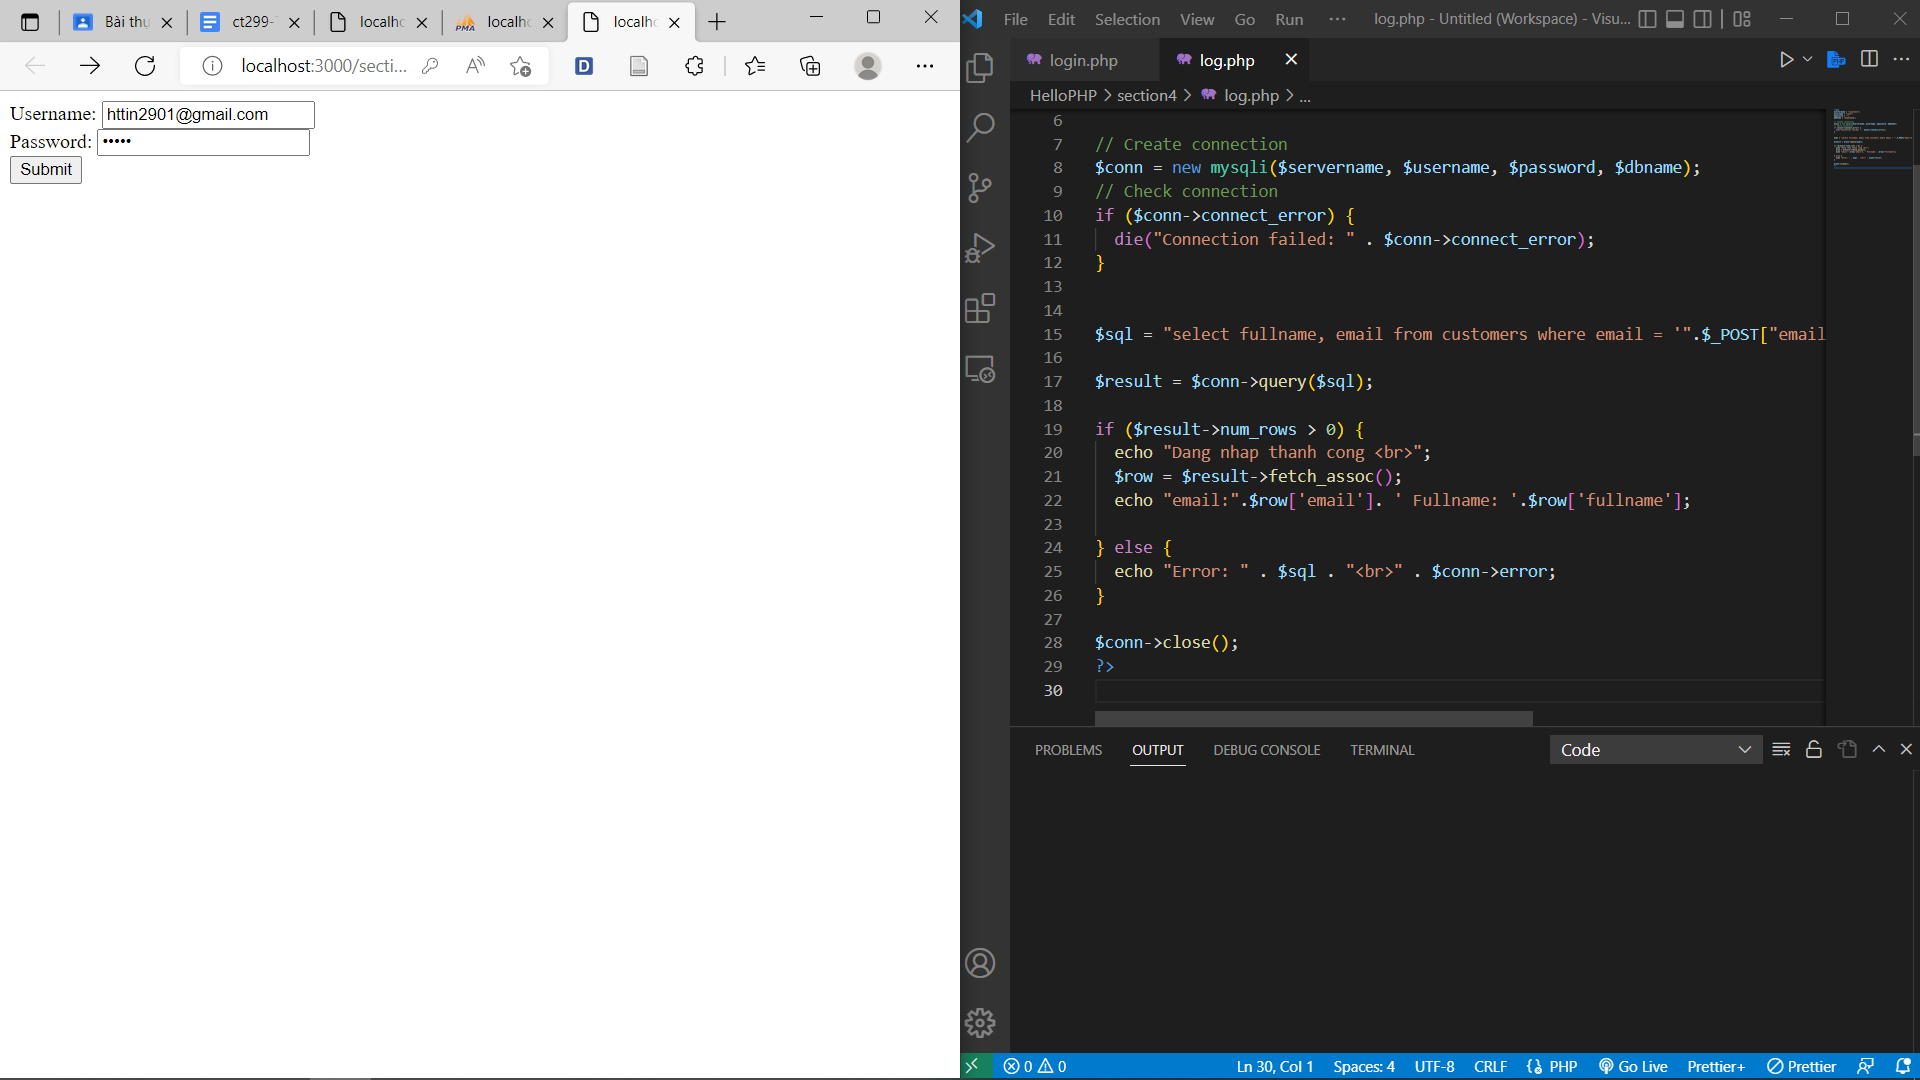 Bài thụ
ct299-
localho
localho
localho
localhost:3000/secti...
Username: httin2901@gmail.com
Password: •••••
Submit
File Edit Selection View Go Run ··· log.php - Untitled (Workspace) - Visu...
login.php
log.php
HelloPHP > section4 > log.php > ...
6
7 // Create connection
8 $conn = new mysqli($servername, $username, $password, $dbname);
9 // Check connection
10 if ($conn->connect_error) {
11 die("Connection failed: " . $conn->connect_error);
12 }
13
14
15 $sql = "select fullname, email from customers where email = '".$_POST["email
16
17 $result = $conn->query($sql);
18
19 if ($result->num_rows > 0) {
20 echo "Dang nhap thanh cong <br>";
21 $row = $result->fetch_assoc();
22 echo "email:".$row['email']. ' Fullname: '.$row['fullname'];
23
24 } else {
25 echo "Error: " . $sql . "<br>" . $conn->error;
26 }
27
28 $conn->close();
29 ?>
30
PROBLEMS OUTPUT DEBUG CONSOLE TERMINAL
Code
0 0 Ln 30, Col 1 Spaces: 4 UTF-8 CRLF PHP Go Live Prettier+ Prettier